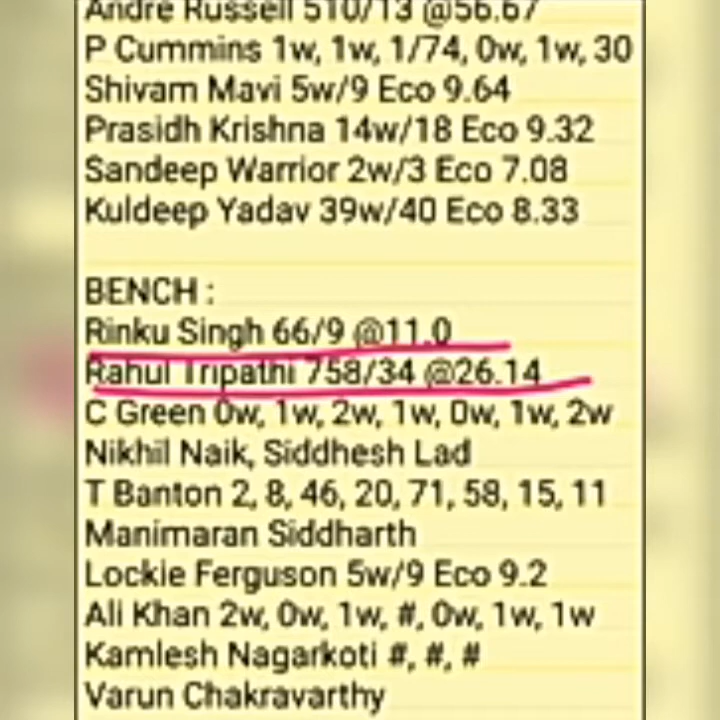 Andre Russell 510/13 @56.67
P Cummins 1w, 1w, 1/74, 0w, 1w, 30
Shivam Mavi 5w/9 Eco 9.64
Prasidh Krishna 14w/18 Eco 9.32
Sandeep Warrior 2w/3 Eco 7.08
Kuldeep Yadav 39w/40 Eco 8.33
BENCH :
Rinku Singh 66/9 @11.0
Rahul Tripathi 758/34 @26.14
C Green 0w, 1w, 2w, 1w, 0w, 1w, 2w
Nikhil Naik, Siddhesh Lad
T Banton 2, 8, 46, 20, 71, 58, 15, 11
Manimaran Siddharth
Lockie Ferguson 5w/9 Eco 9.2
Ali Khan 2w, 0w, 1w, #, 0w, 1w, 1w
Kamlesh Nagarkoti #, #, #
Varun Chakravarthy